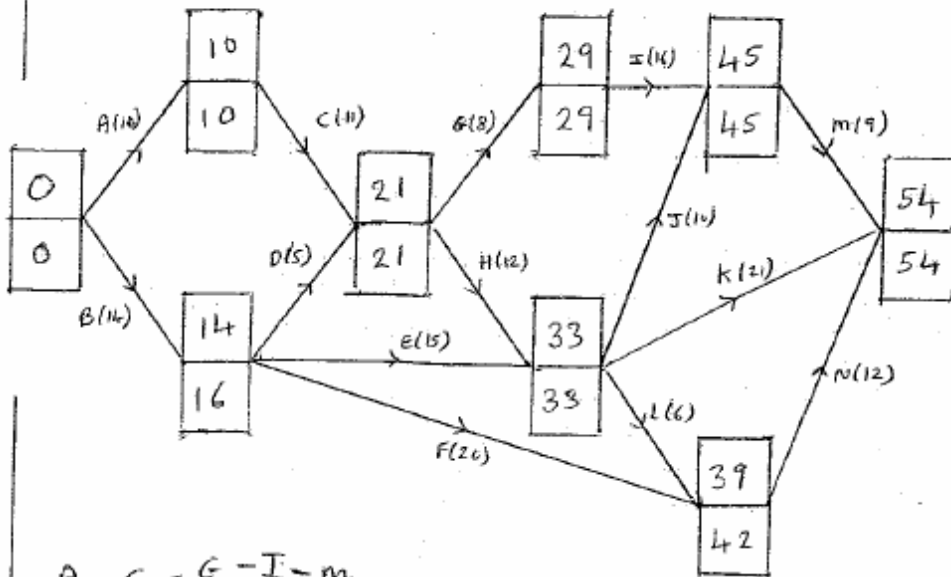 10
10
A(10)
C(11)
0
0
B(14)
14
16
D(5)
21
21
E(15)
F(20)
G(8)
H(12)
29
29
I(16)
33
33
J(10)
K(21)
L(6)
45
45
M(9)
N(12)
39
42
54
54
A - C - G - I - M